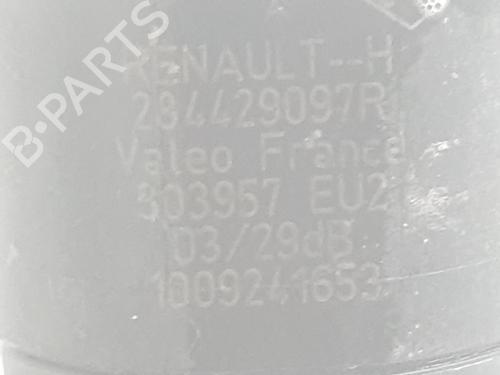 RENAULT--H
284429097R
Valeo France
303957 EU2
03/29dB
1009241653
B-PARTS